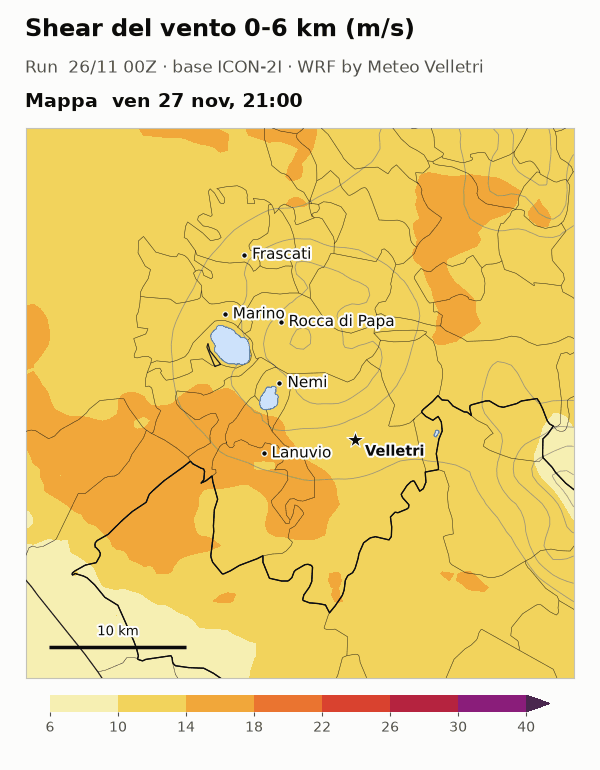 Shear del vento 0-6 km (m/s)
Run  26/11 00Z · base ICON-2I · WRF by Meteo Velletri
Mappa  ven 27 nov, 21:00
Frascati
Marino
Rocca di Papa
Nemi
Velletri
Lanuvio
10 km
6 10 14 18 22 26 30 40